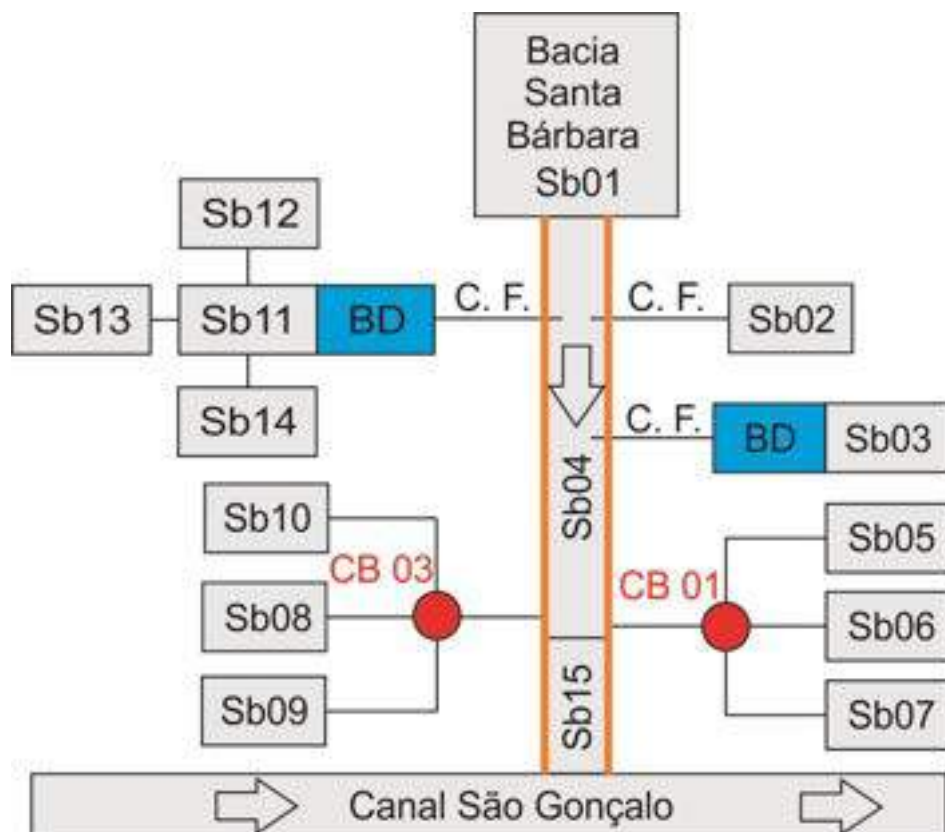 Bacia
Santa
Bárbara
Sb01
Sb12
Sb13
Sb11
BD
C. F.
C. F.
Sb02
Sb14
C. F.
BD
Sb03
Sb04
Sb10
Sb05
CB 03
CB 01
Sb08
Sb06
Sb09
Sb15
Sb07
Canal São Gonçalo